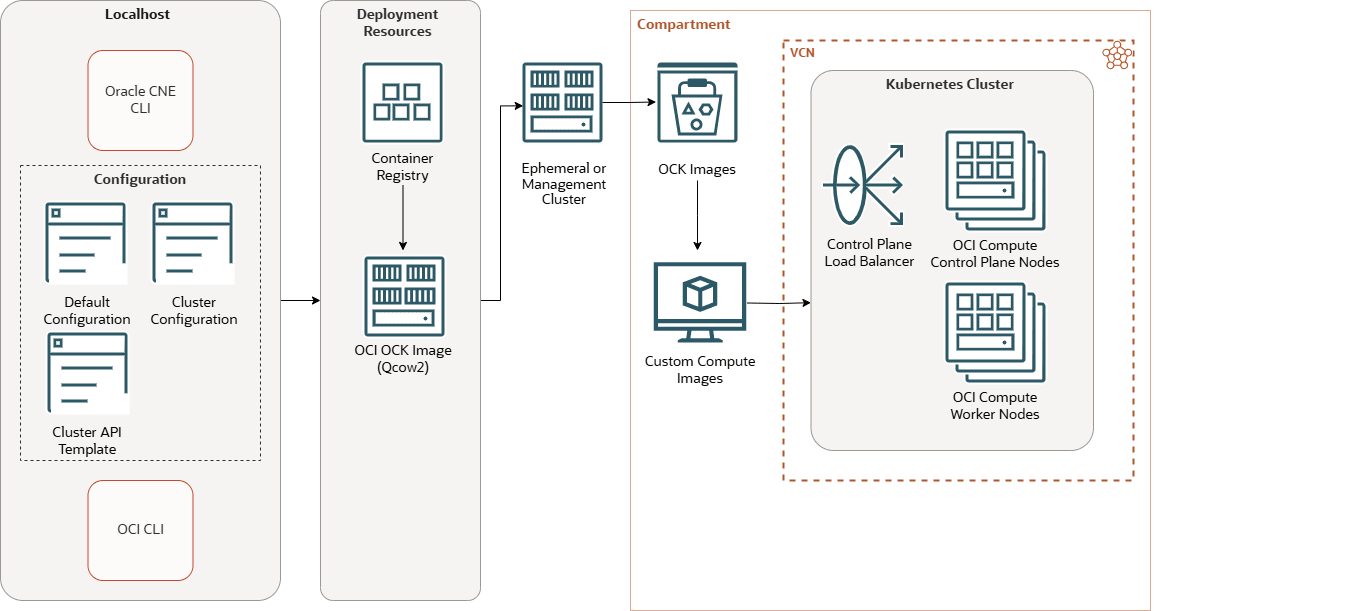 Localhost
Oracle CNE
CLI
Configuration
Default
Configuration
Cluster
Configuration
Cluster API
Template
OCI CLI
Deployment
Resources
Container
Registry
OCI OCK Image
(Qcow2)
Ephemeral or
Management
Cluster
Compartment
OCK Images
Custom Compute
Images
VCN
Kubernetes Cluster
Control Plane
Load Balancer
OCI Compute
Control Plane Nodes
OCI Compute
Worker Nodes